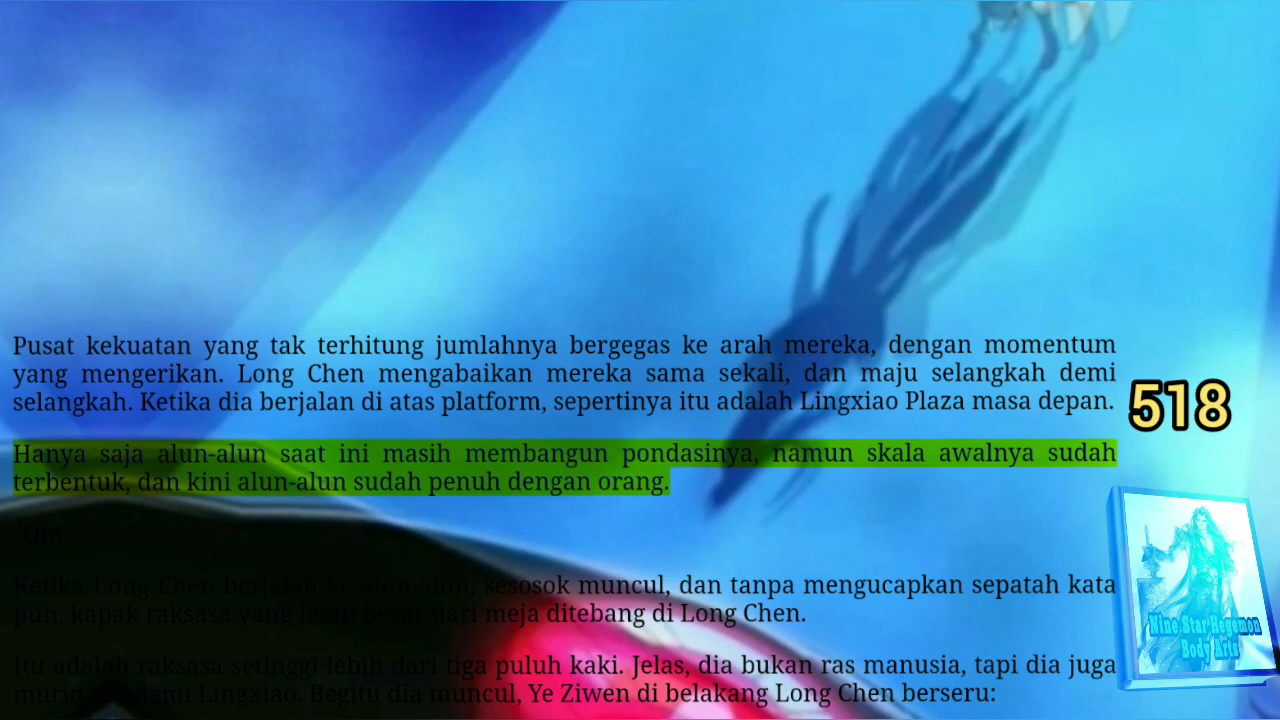 Pusat kekuatan yang tak terhitung jumlahnya bergegas ke arah mereka, dengan momentum
yang mengerikan. Long Chen mengabaikan mereka sama sekali, dan maju selangkah demi
selangkah. Ketika dia berjalan di atas platform, sepertinya itu adalah Lingxiao Plaza masa depan.
518
Hanya saja alun-alun saat ini masih membangun pondasinya, namun skala awalnya sudah
terbentuk, dan kini alun-alun sudah penuh dengan orang.
"Om
Ketika Long Chen berjalan ke alun-alun, sesosok muncul, dan tanpa mengucapkan sepatah kata
pun, kapak raksasa yang lebih besar dari meja ditebang di Long Chen.
Itu adalah raksasa setinggi lebih dari tiga puluh kaki. Jelas, dia bukan ras manusia, tapi dia juga
murid demi Lingxiao. Begitu dia muncul, Ye Ziwen di belakang Long Chen berseru:
Nine Star Hegemon
Body Arts